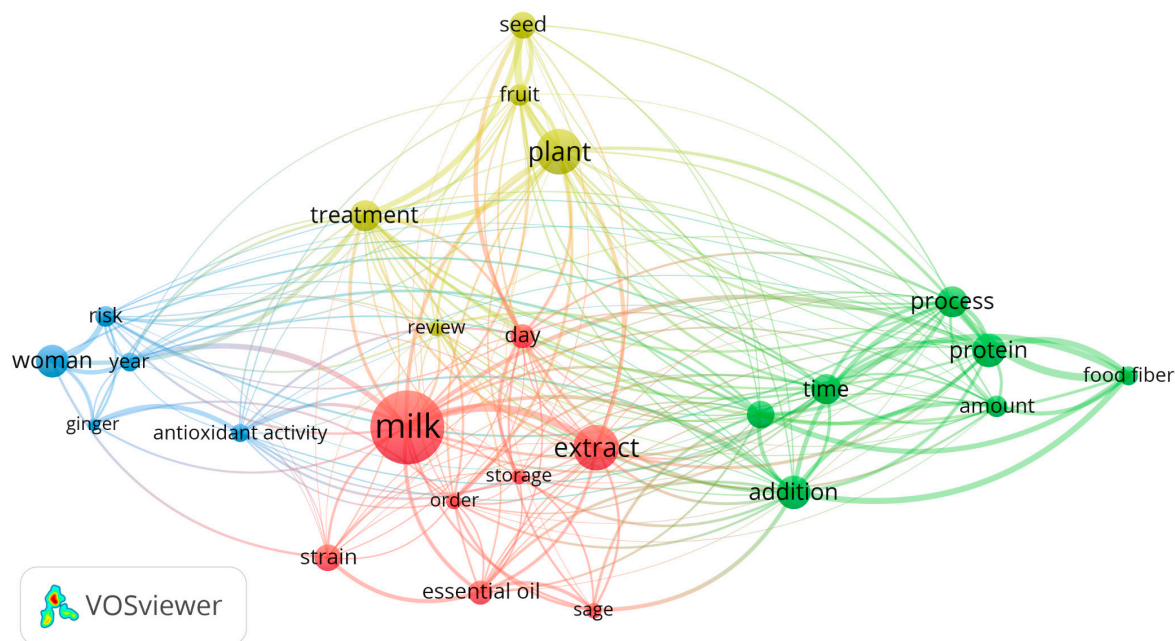 seed
fruit
plant
treatment
risk
process
review
day
woman
year
protein
food fiber
time
amount
ginger
antioxidant activity
milk
extract
storage
order
addition
strain
essential oil
sage
VOSviewer